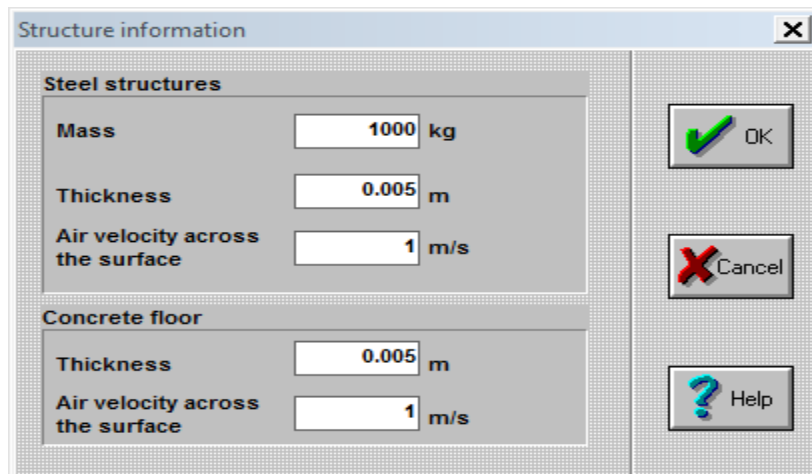 Structure information
Steel structures
Mass 1000 kg
OK
Thickness 0.005 m
Air velocity across
the surface 1 m/s
Cancel
Concrete floor
Thickness 0.005 m
Air velocity across
the surface 1 m/s
Help